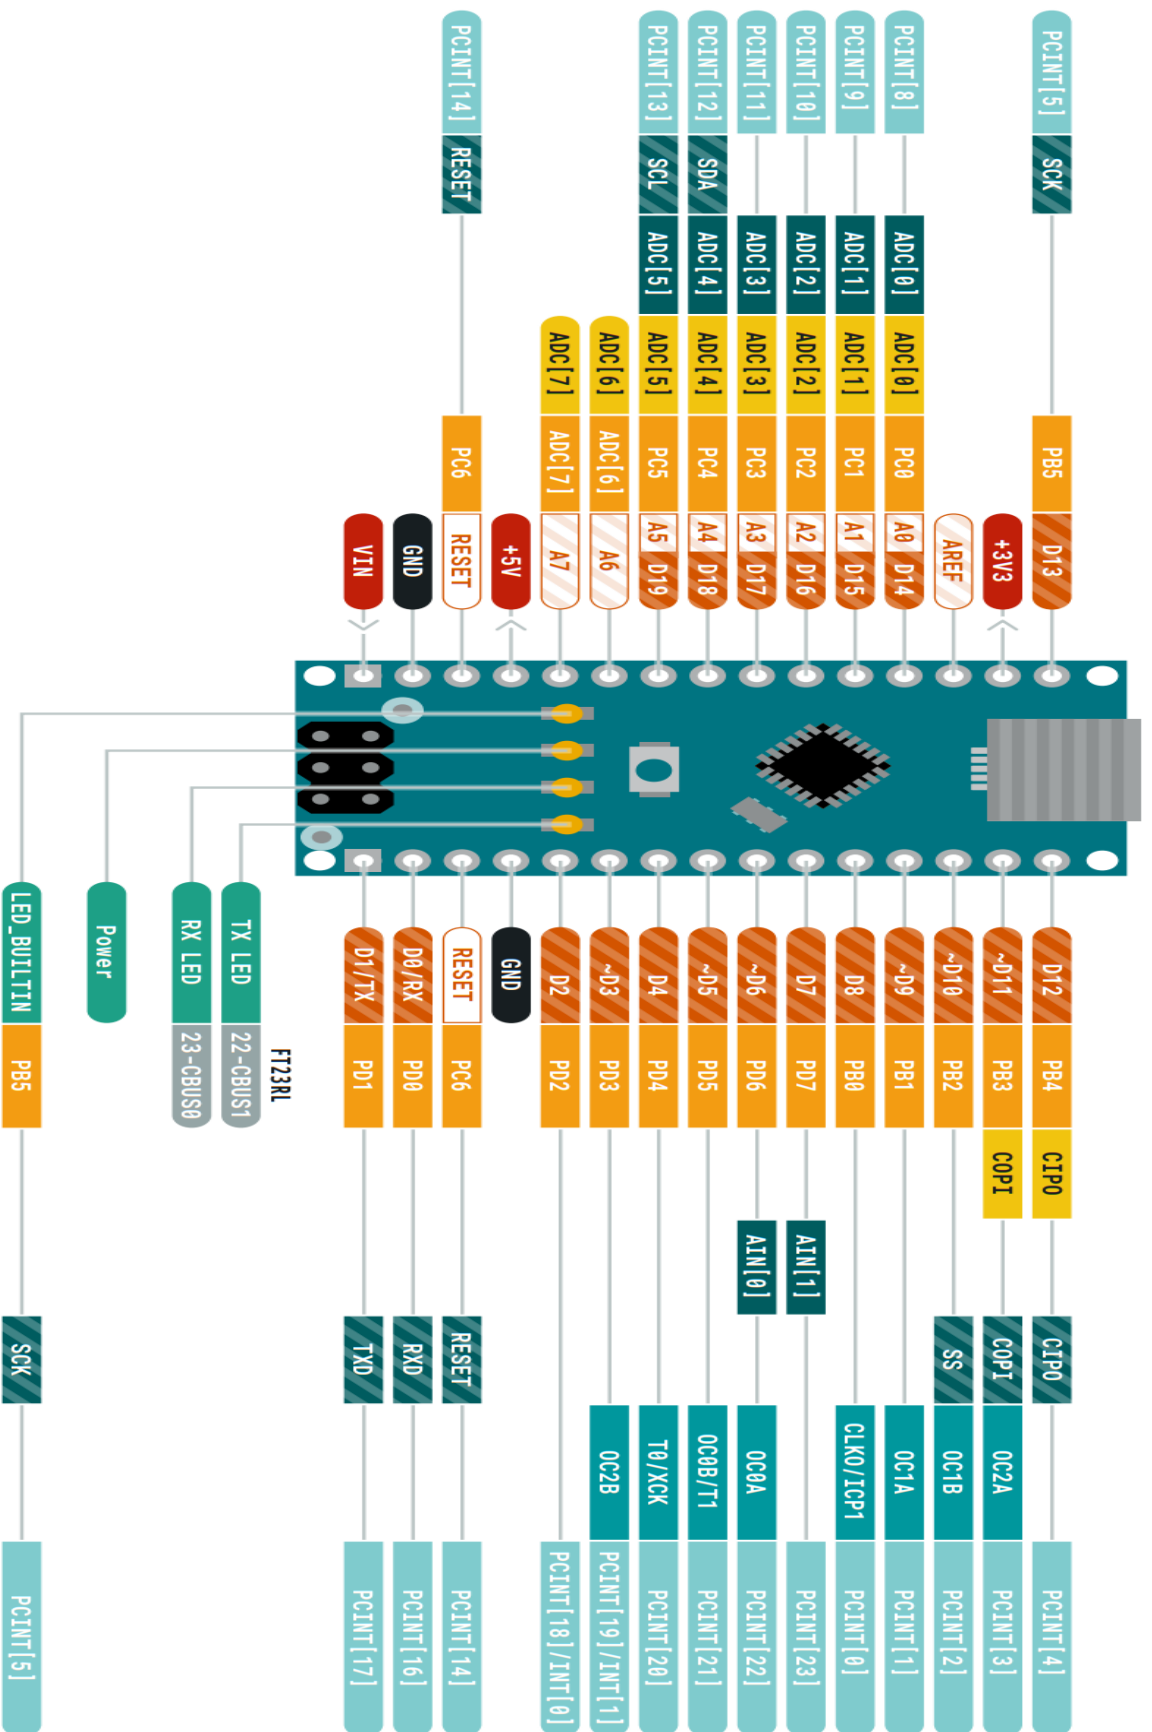 PCINT[5] SCK PB5 D13 D12 PB4 CIPO CIPO PCINT[4]
+3V3 ~D11 PB3 COPI COPI OC2A PCINT[3]
AREF ~D10 PB2 SS OC1B PCINT[2]
PCINT[8] ADC[0] ADC[0] PC0 A0 D14 ~D9 PB1 OC1A PCINT[1]
PCINT[9] ADC[1] ADC[1] PC1 A1 D15 D8 PB0 CLKO/ICP1 PCINT[0]
PCINT[10] ADC[2] ADC[2] PC2 A2 D16 D7 PD7 AIN[1] PCINT[23]
PCINT[11] ADC[3] ADC[3] PC3 A3 D17 ~D6 PD6 AIN[0] OC0A PCINT[22]
PCINT[12] SDA ADC[4] ADC[4] PC4 A4 D18 ~D5 PD5 OC0B/T1 PCINT[21]
PCINT[13] SCL ADC[5] ADC[5] PC5 A5 D19 D4 PD4 T0/XCK PCINT[20]
ADC[6] ADC[6] A6 ~D3 PD3 OC2B PCINT[19]/INT[1]
ADC[7] ADC[7] A7 D2 PD2 PCINT[18]/INT[0]
+5V GND
PCINT[14] RESET PC6 RESET RESET PC6 RESET PCINT[14]
GND D0/RX PD0 RXD PCINT[16]
VIN D1/TX PD1 TXD PCINT[17]
FT23RL
TX LED 22-CBUS1
RX LED 23-CBUS0
Power
LED_BUILTIN PB5 SCK PCINT[5]